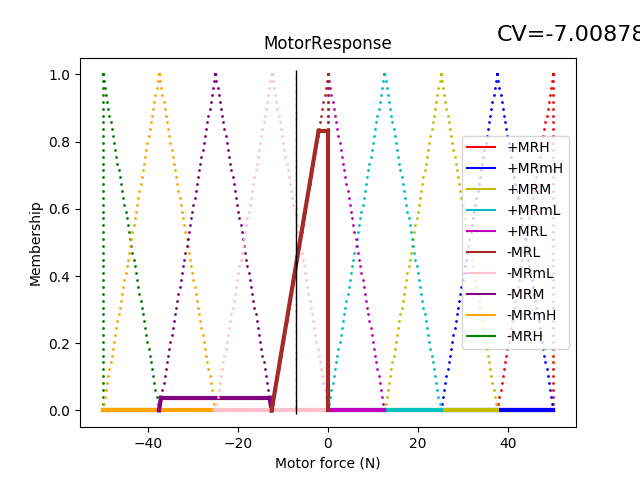 CV=-7.00878
MotorResponse
1.0
0.8
0.6
0.4
0.2
0.0
Membership
−40
−20
0
20
40
Motor force (N)
+MRH
+MRmH
+MRM
+MRmL
+MRL
-MRL
-MRmL
-MRM
-MRmH
-MRH